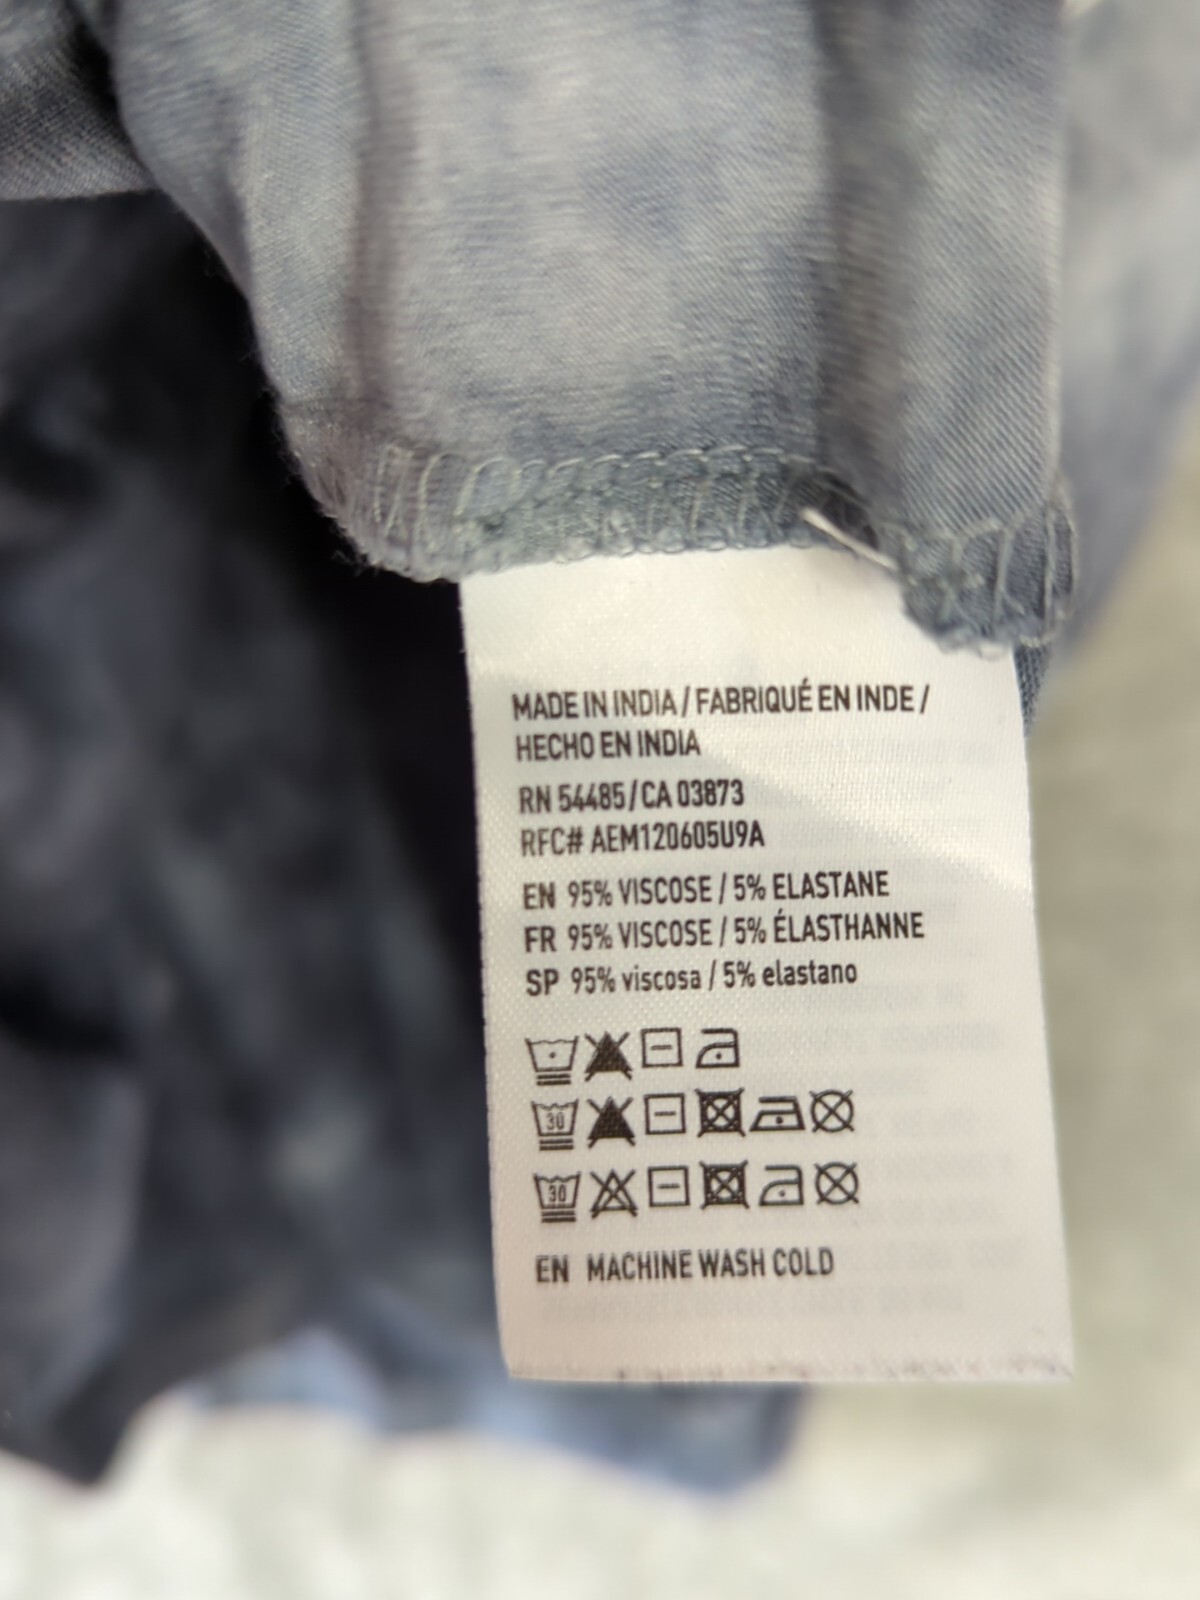 MADE IN INDIA / FABRIQUÉ EN INDE /
HECHO EN INDIA
RN 54485/CA 03873
RFC# AEM120605U9A
EN 95% VISCOSE / 5% ELASTANE
FR 95% VISCOSE / 5% ÉLASTHANNE
SP 95% viscosa / 5% elastano
30
30
EN MACHINE WASH COLD